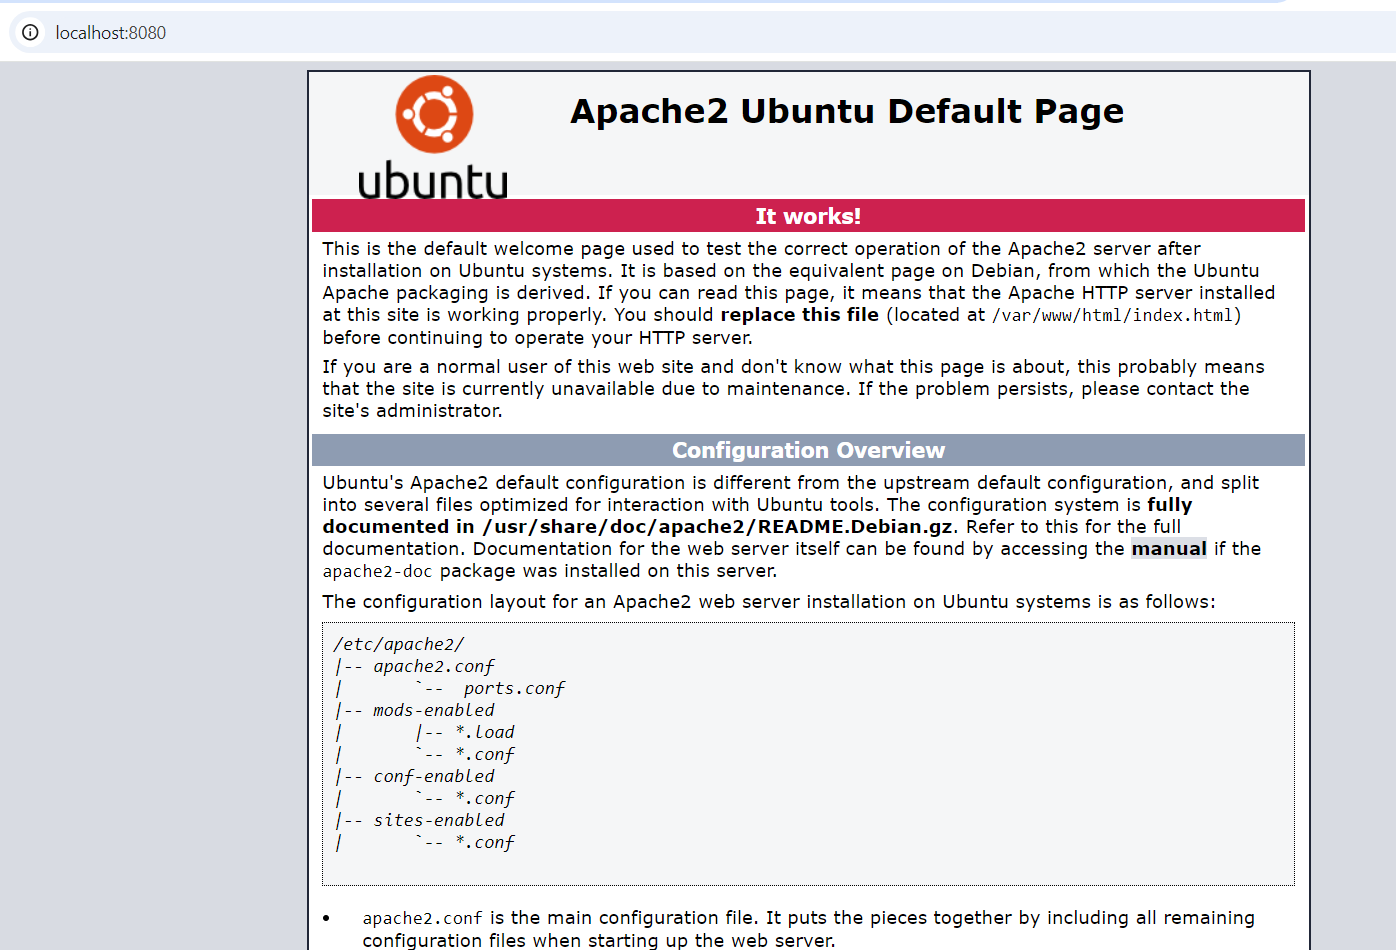 localhost:8080
ubuntu
Apache2 Ubuntu Default Page
It works!
This is the default welcome page used to test the correct operation of the Apache2 server after
installation on Ubuntu systems. It is based on the equivalent page on Debian, from which the Ubuntu
Apache packaging is derived. If you can read this page, it means that the Apache HTTP server installed
at this site is working properly. You should replace this file (located at /var/www/html/index.html)
before continuing to operate your HTTP server.
If you are a normal user of this web site and don't know what this page is about, this probably means
that the site is currently unavailable due to maintenance. If the problem persists, please contact the
site's administrator.
Configuration Overview
Ubuntu's Apache2 default configuration is different from the upstream default configuration, and split
into several files optimized for interaction with Ubuntu tools. The configuration system is fully
documented in /usr/share/doc/apache2/README.Debian.gz. Refer to this for the full
documentation. Documentation for the web server itself can be found by accessing the manual if the
apache2-doc package was installed on this server.
The configuration layout for an Apache2 web server installation on Ubuntu systems is as follows:
/etc/apache2/
|-- apache2.conf
|       `--  ports.conf
|-- mods-enabled
|       |-- *.load
|       `-- *.conf
|-- conf-enabled
|       `-- *.conf
|-- sites-enabled
|       `-- *.conf
• apache2.conf is the main configuration file. It puts the pieces together by including all remaining
configuration files when starting up the web server.